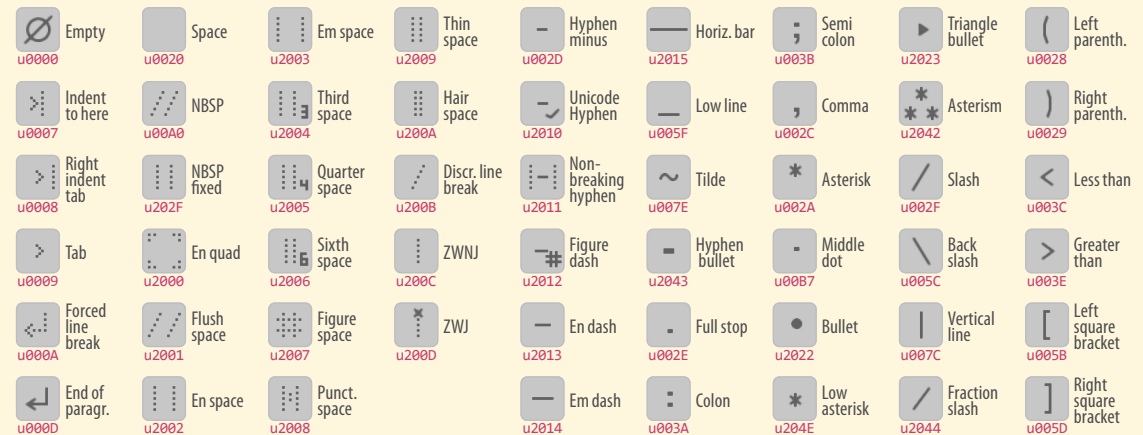 Empty
u0000
Indent
to here
u0007
Right
indent
tab
u0008
Tab
u0009
Forced
line
break
u000A
End of
paragr.
u000D
Space
u0020
NBSP
u00A0
NBSP
fixed
u202F
En quad
u2000
Flush
space
u2001
En space
u2002
Em space
u2003
Third
space
u2004
Quarter
space
u2005
Sixth
space
u2006
Figure
space
u2007
Punct.
space
u2008
Thin
space
u2009
Hair
space
u200A
Discr. line
break
u200B
ZWNJ
u200C
ZWJ
u200D
Hyphen
minus
u002D
Unicode
Hyphen
u2010
Non-
breaking
hyphen
u2011
Figure
dash
u2012
En dash
u2013
Em dash
u2014
Horiz. bar
u2015
Low line
u005F
Tilde
u007E
Hyphen
bullet
u2043
Full stop
u002E
Colon
u003A
Semi
colon
u003B
Comma
u002C
Asterisk
u002A
Middle
dot
u00B7
Bullet
u2022
Low
asterisk
u204E
Triangle
bullet
u2023
Asterism
u2042
Slash
u002F
Back
slash
u005C
Vertical
line
u007C
Fraction
slash
u2044
Left
parenth.
u0028
Right
parenth.
u0029
Less than
u003C
Greater
than
u003E
Left
square
bracket
u005B
Right
square
bracket
u005D